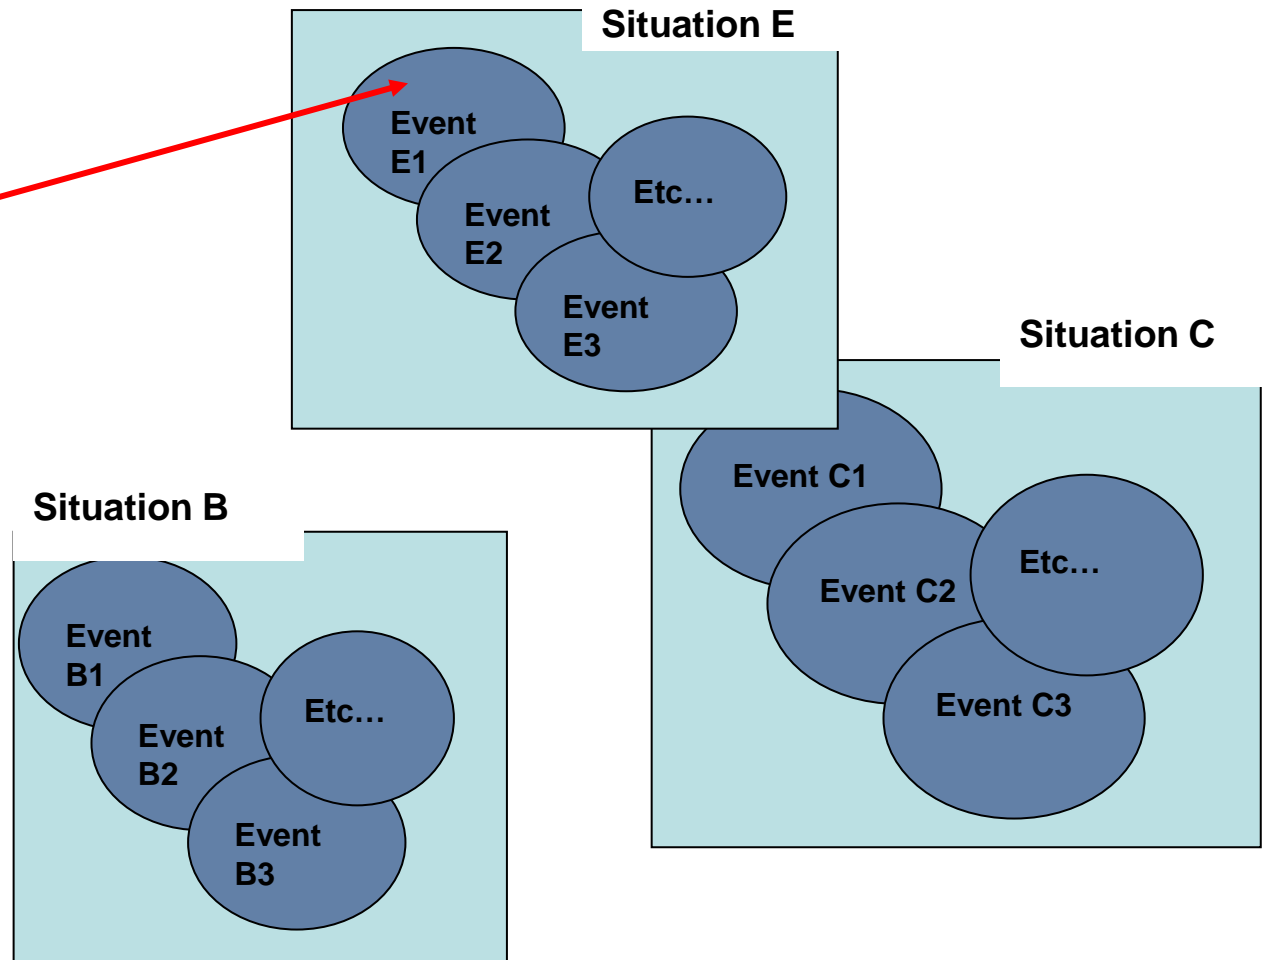 Situation E
Event
E1
Etc…
Event
E2
Event
E3
Situation C
Event C1
Etc…
Event C2
Event C3
Situation B
Event
B1
Etc…
Event
B2
Event
B3